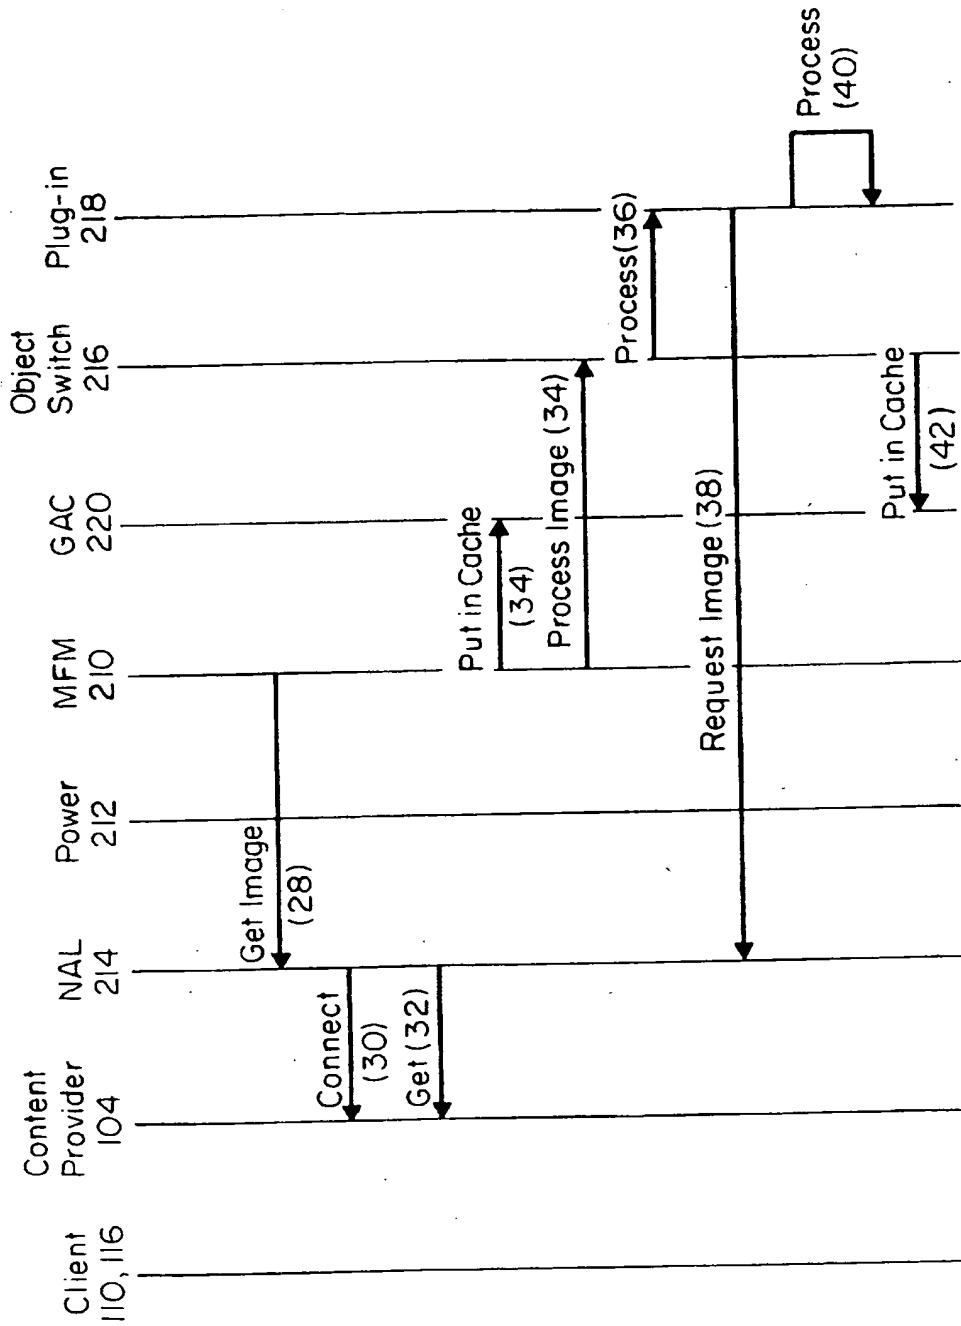 Client
110, 116
Content
Provider
104
NAL
214
Power
212
MFM
210
GAC
220
Object
Switch
216
Plug-in
218
Get Image
(28)
Connect
(30)
Get (32)
Put in Cache
(34)
Process Image (34)
Process(36)
Request Image (38)
Process
(40)
Put in Cache
(42)